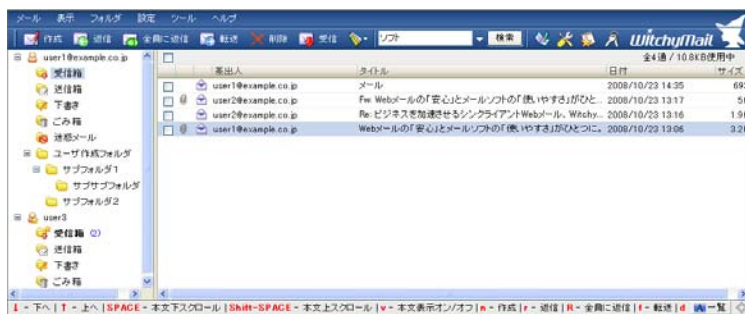 メール 表示 フォルダ 設定 ツール ヘルプ
作成 返信 全員に返信 転送 削除 受信 ソフト 検索 WitchyMail
user1@example.co.jp
全4通 / 10.8KB使用中
受信箱
差出人 タイトル 日付 サイズ
送信箱
user1@example.co.jp メール 2008/10/23 14:35
下書き
user2@example.co.jp Fw: Webメールの「安心」とメールソフトの「使いやすさ」がひと... 2008/10/23 13:17
ごみ箱
user2@example.co.jp Re: ビジネスを加速させるシンクライアントWebメール、Witchy... 2008/10/23 13:16
迷惑メール
user1@example.co.jp Webメールの「安心」とメールソフトの「使いやすさ」がひとつに。 2008/10/23 13:06
ユーザ作成フォルダ
サブフォルダ1
サブサブフォルダ
サブフォルダ2
user3
受信箱 (2)
送信箱
下書き
ごみ箱
↓ - 下へ | ↑ - 上へ | SPACE - 本文下スクロール | Shift-SPACE - 本文上スクロール | v - 本文表示オン/オフ | n - 作成 | r - 返信 | R - 全員に返信 | f - 転送 | d 一覧